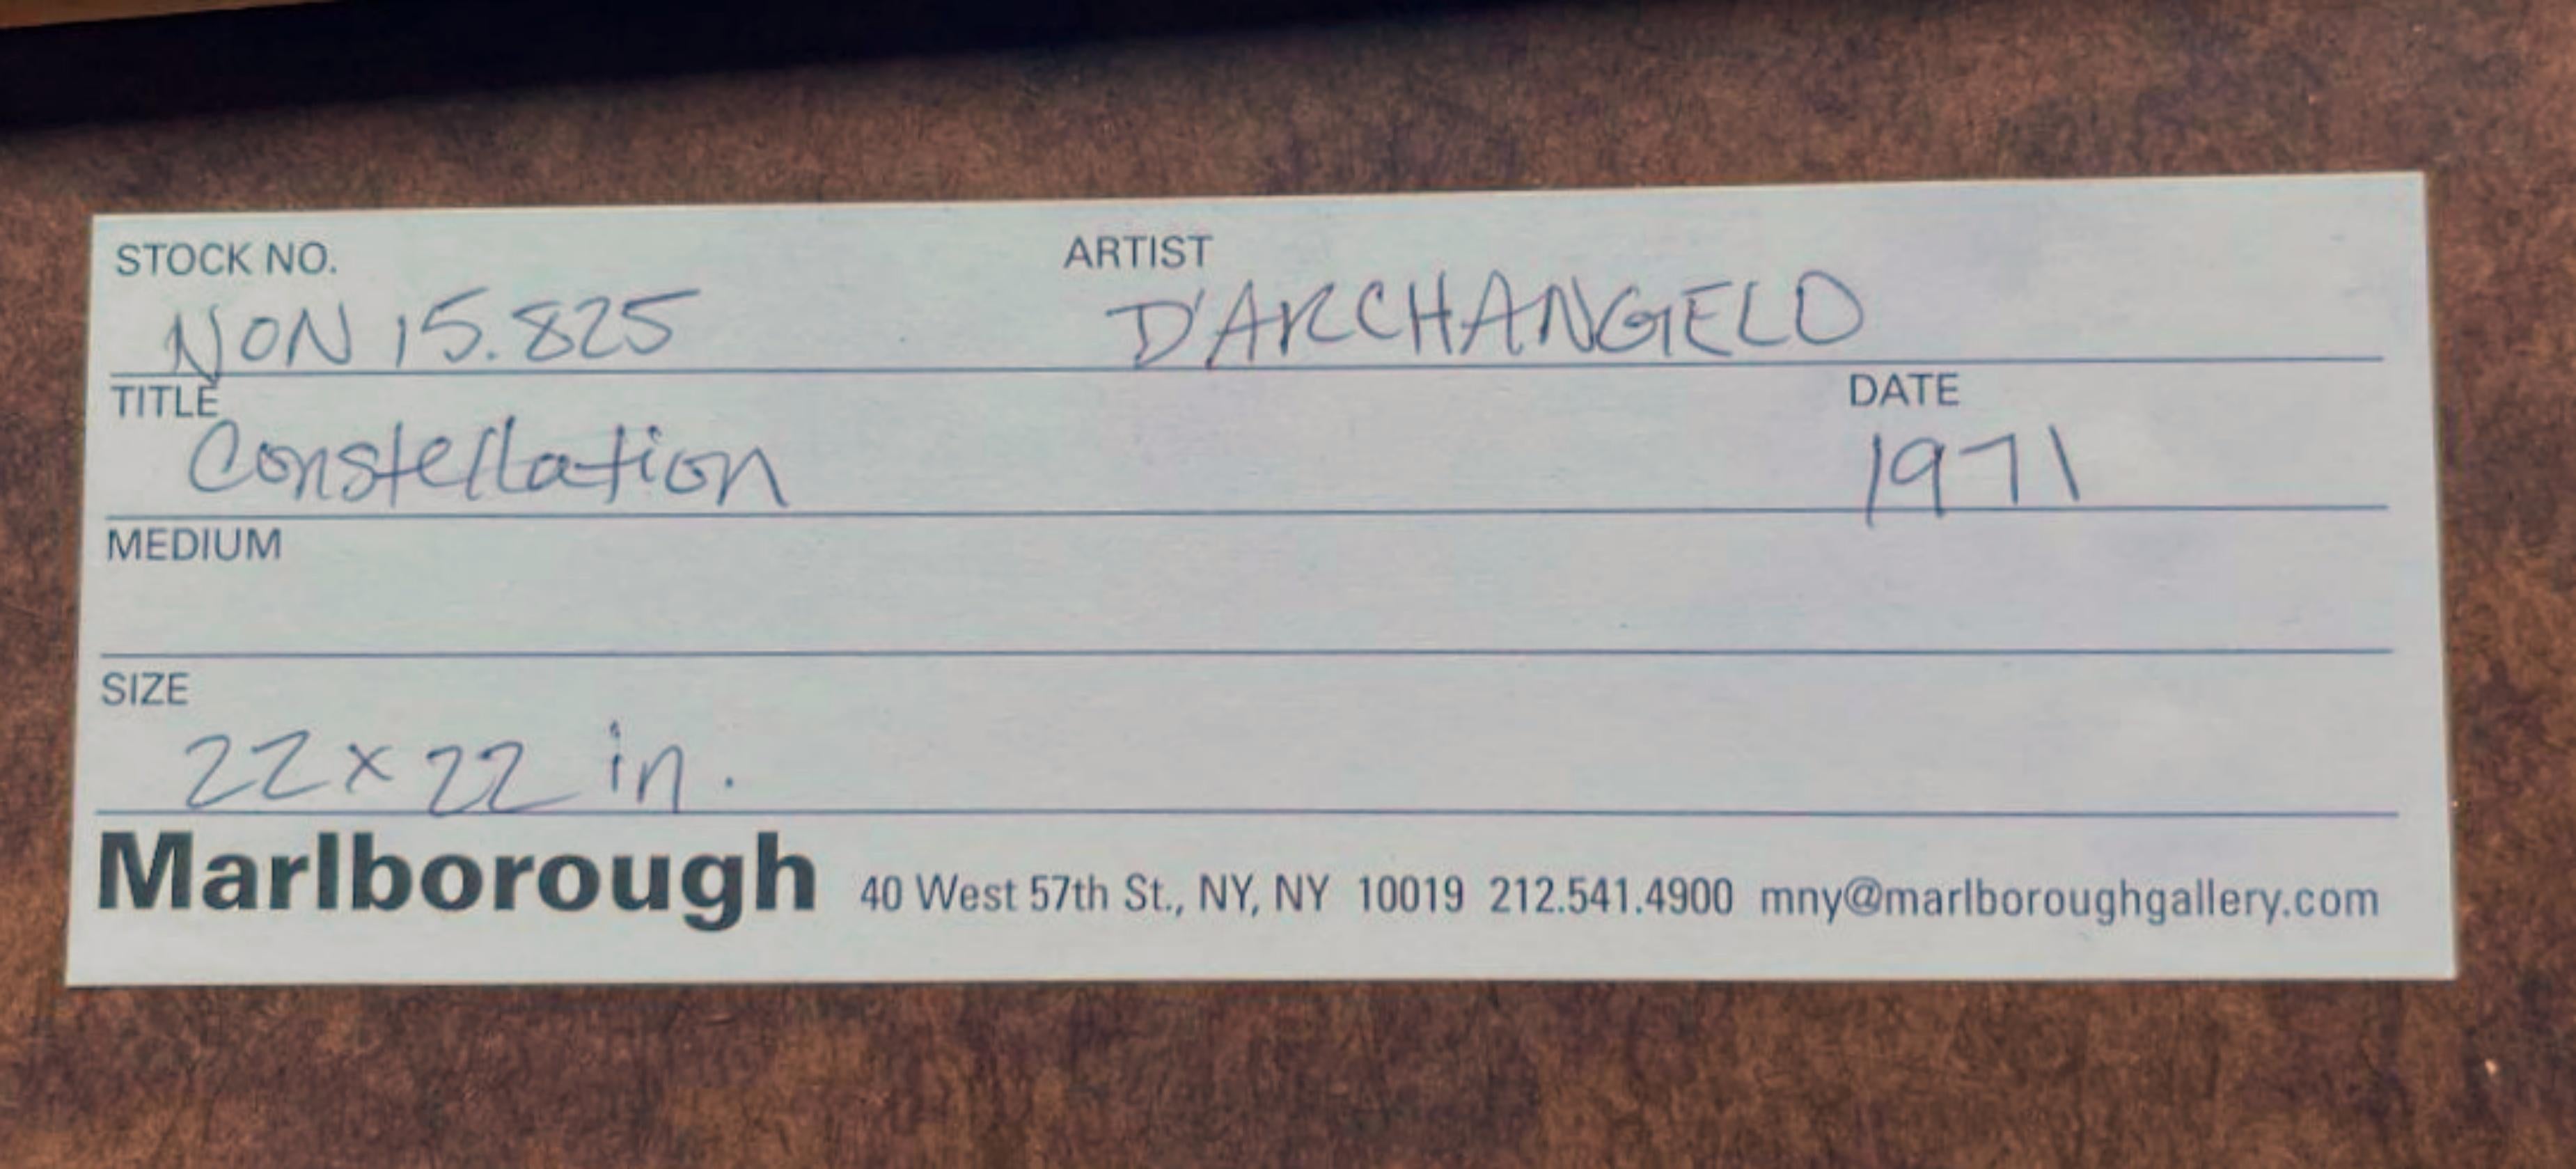 STOCK NO. ARTIST
NON 15.825 D'ARCHANGELO
TITLE DATE
Constellation 1971
MEDIUM
SIZE
22 x 22 in.
Marlborough 40 West 57th St., NY, NY 10019 212.541.4900 mny@marlboroughgallery.com